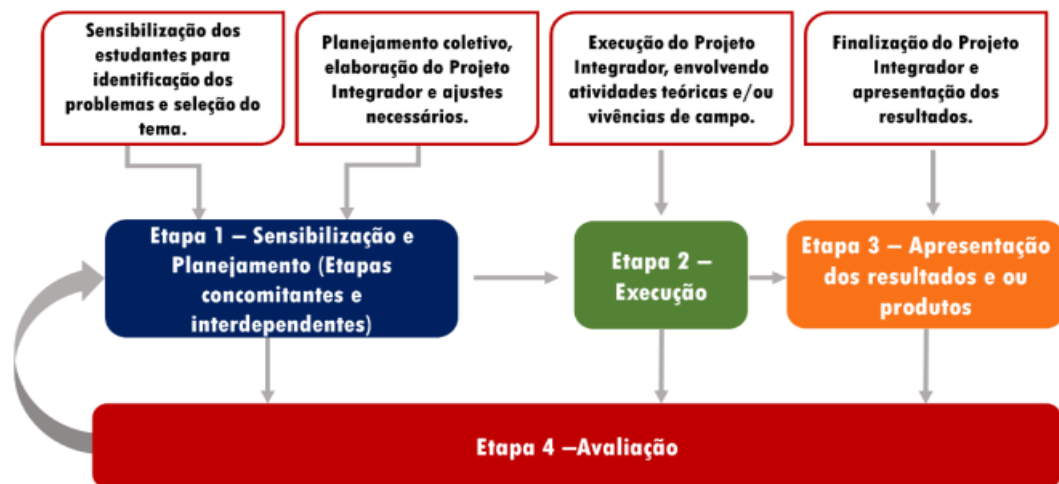 Sensibilização dos
estudantes para
identificação dos
problemas e seleção do
tema.
Planejamento coletivo,
elaboração do Projeto
Integrador e ajustes
necessários.
Execução do Projeto
Integrador, envolvendo
atividades teóricas e/ou
vivências de campo.
Finalização do Projeto
Integrador e
apresentação dos
resultados.
Etapa 1 – Sensibilização e
Planejamento (Etapas
concomitantes e
interdependentes)
Etapa 2 –
Execução
Etapa 3 – Apresentação
dos resultados e ou
produtos
Etapa 4 –Avaliação